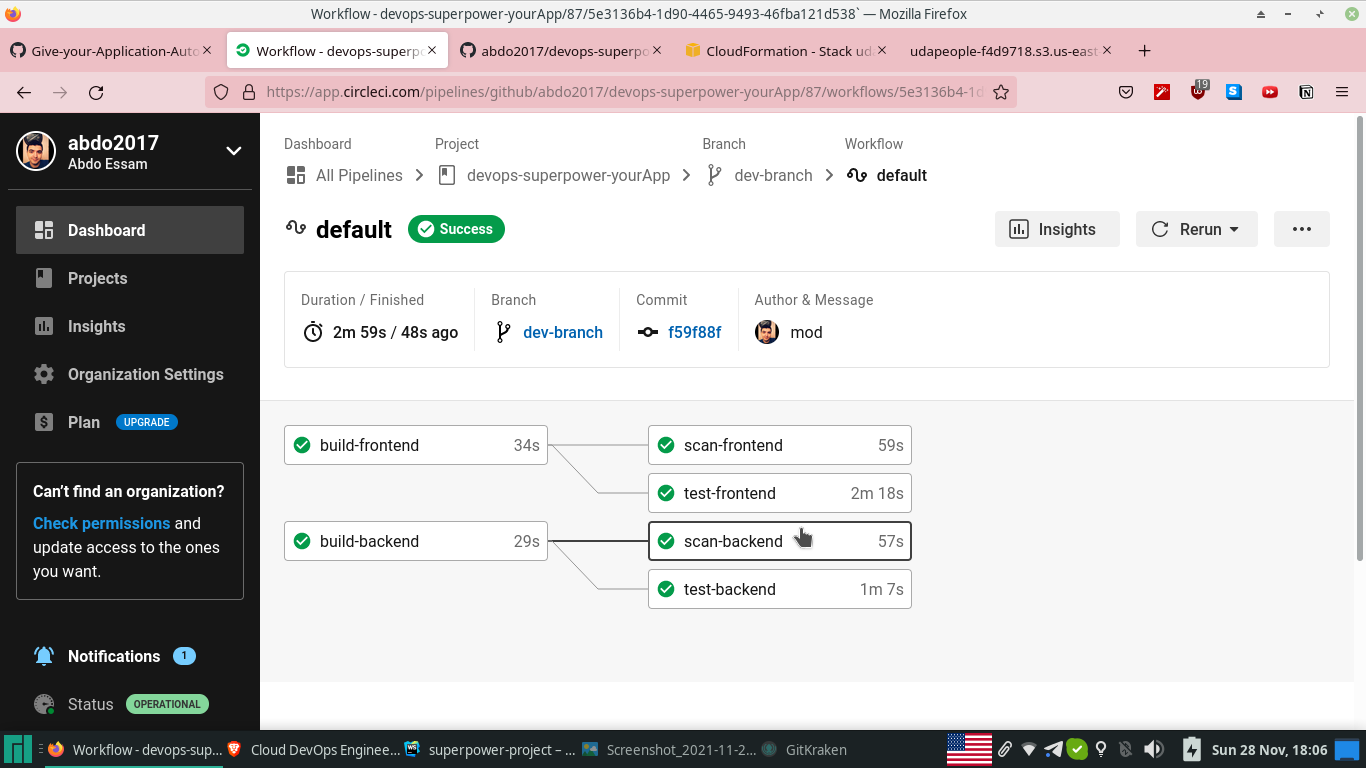 Workflow - devops-superpower-yourApp/87/5e3136b4-1d90-4465-9493-46fba121d538` — Mozilla Firefox
Give-your-Application-Auto
Workflow - devops-superpo
abdo2017/devops-superpo
CloudFormation - Stack ud
udapeople-f4d9718.s3.us-east
https://app.circleci.com/pipelines/github/abdo2017/devops-superpower-yourApp/87/workflows/5e3136b4-1d
19
abdo2017
Abdo Essam
Dashboard
Projects
Insights
Organization Settings
Plan UPGRADE
Can't find an organization?
Check permissions and
update access to the ones
you want.
Notifications 1
Status OPERATIONAL
Dashboard Project Branch Workflow
All Pipelines devops-superpower-yourApp dev-branch default
default Success
Insights Rerun
Duration / Finished Branch Commit Author & Message
2m 59s / 48s ago dev-branch f59f88f mod
build-frontend 34s
scan-frontend 59s
test-frontend 2m 18s
build-backend 29s
scan-backend 57s
test-backend 1m 7s
Workflow - devops-sup...
Cloud DevOps Enginee...
WS
superpower-project – ...
Screenshot_2021-11-2...
GitKraken
Sun 28 Nov, 18:06